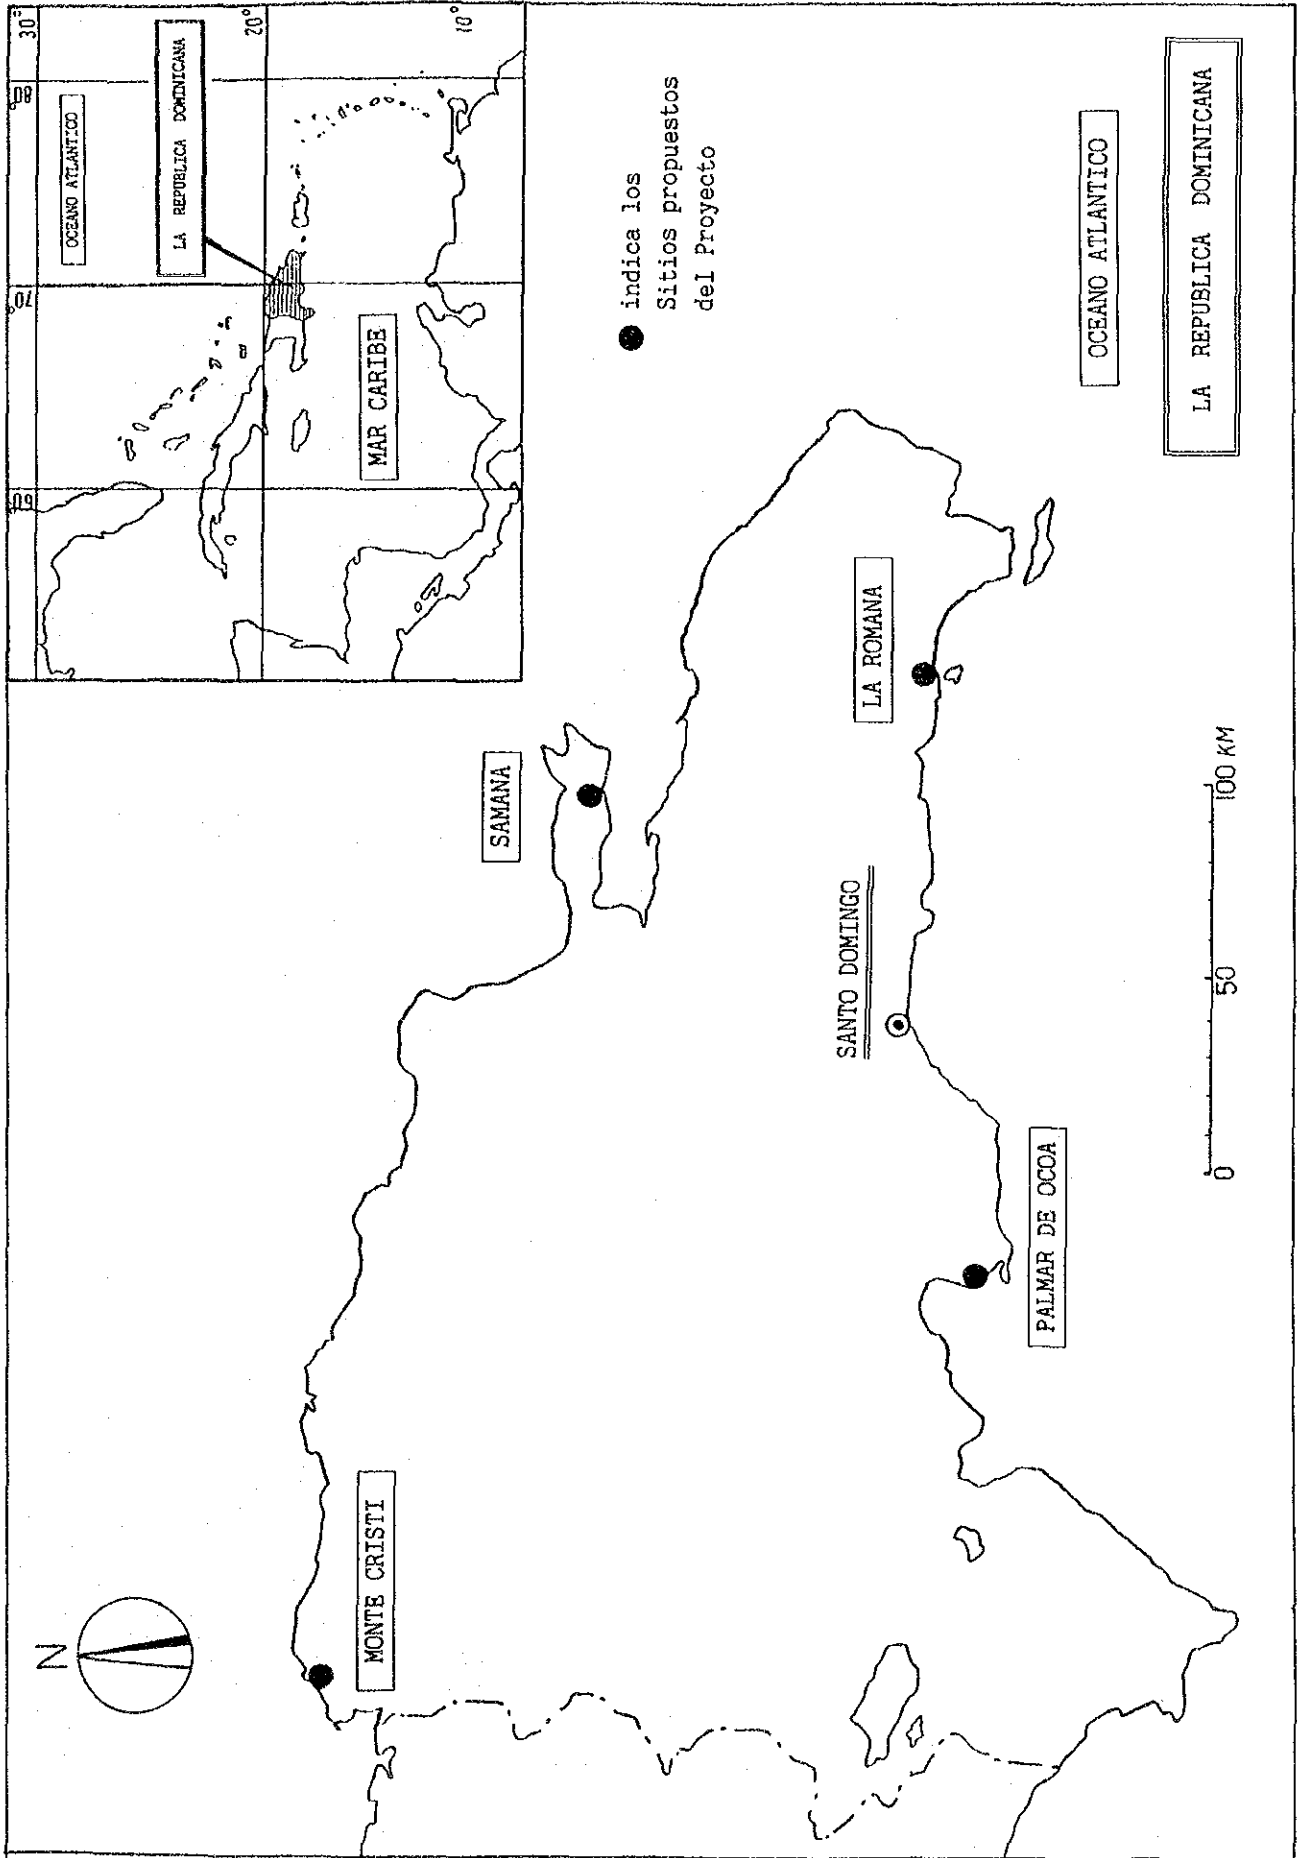 30°
20°
10°
80°
70°
60
OCEANO ATLANTICO
LA REPUBLICA DOMINICANA
MAR CARIBE
indica los
Sitios propuestos
del Proyecto
N
MONTE CRISTI
SAMANA
SANTO DOMINGO
LA ROMANA
PALMAR DE OCOA
0 50 100 KM
OCEANO ATLANTICO
LA REPUBLICA DOMINICANA